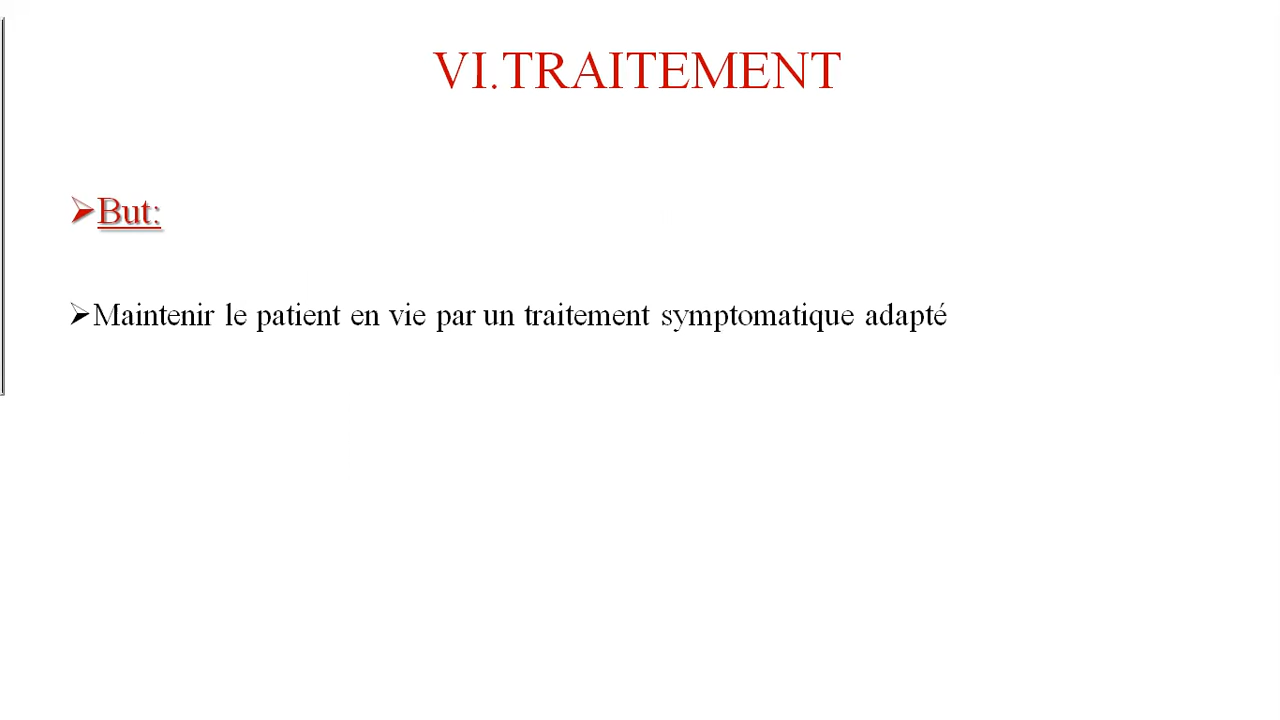 VI.TRAITEMENT
But:
Maintenir le patient en vie par un traitement symptomatique adapté